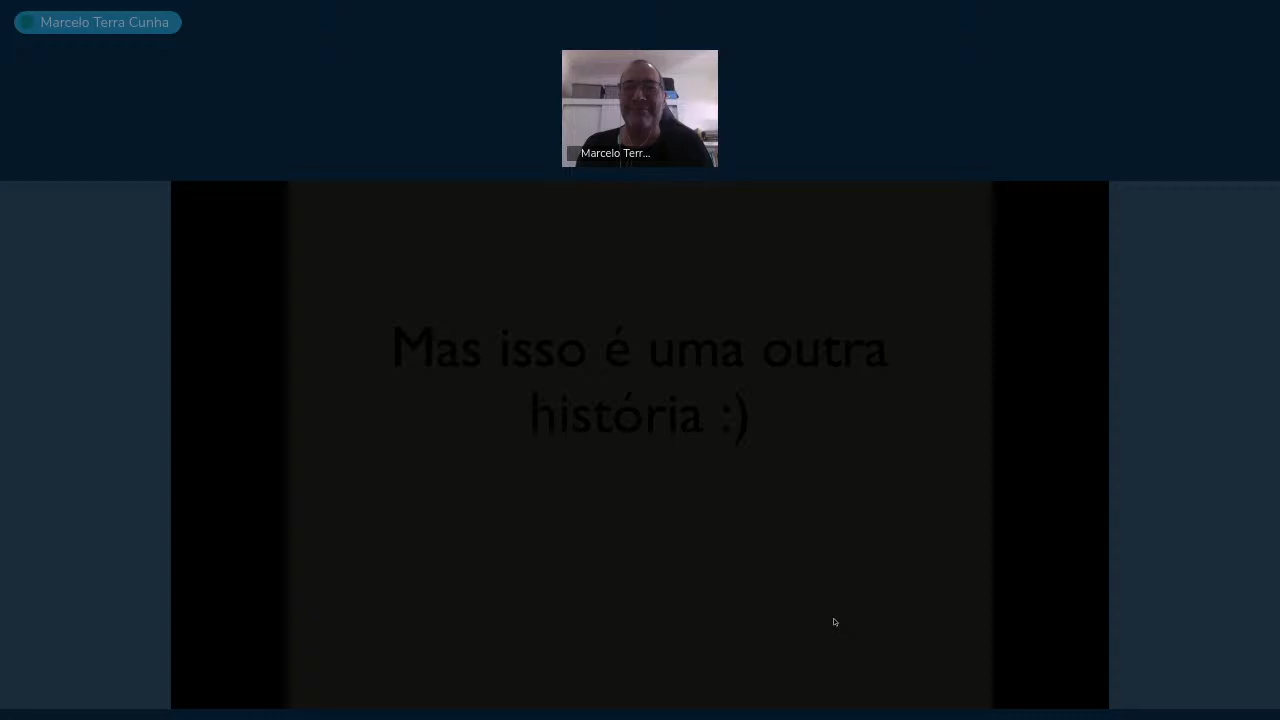 Marcelo Terra Cunha
Marcelo Terr...
Mas isso é uma outra
história :)